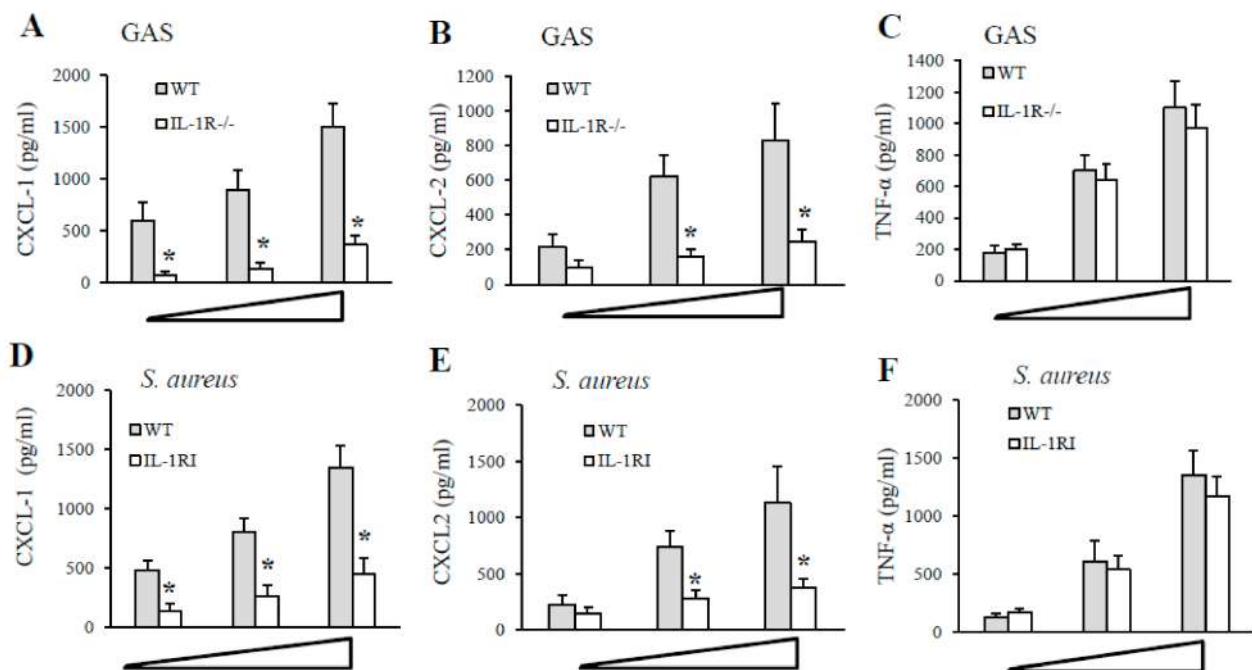 A
GAS
CXCL-1 (pg/ml)
2000
1500
1000
500
0
WT
IL-1R-/-
*
*
*
B
GAS
CXCL-2 (pg/ml)
1200
1000
800
600
400
200
0
WT
IL-1R-/-
*
*
C
GAS
TNF-α (pg/ml)
1400
1200
1000
800
600
400
200
0
WT
IL-1R-/-
D
S. aureus
CXCL-1 (pg/ml)
2000
1500
1000
500
0
WT
IL-1RI
*
*
*
E
S. aureus
CXCL2 (pg/ml)
2000
1500
1000
500
0
WT
IL-1RI
*
*
F
S. aureus
TNF-α (pg/ml)
2000
1500
1000
500
0
WT
IL-1RI